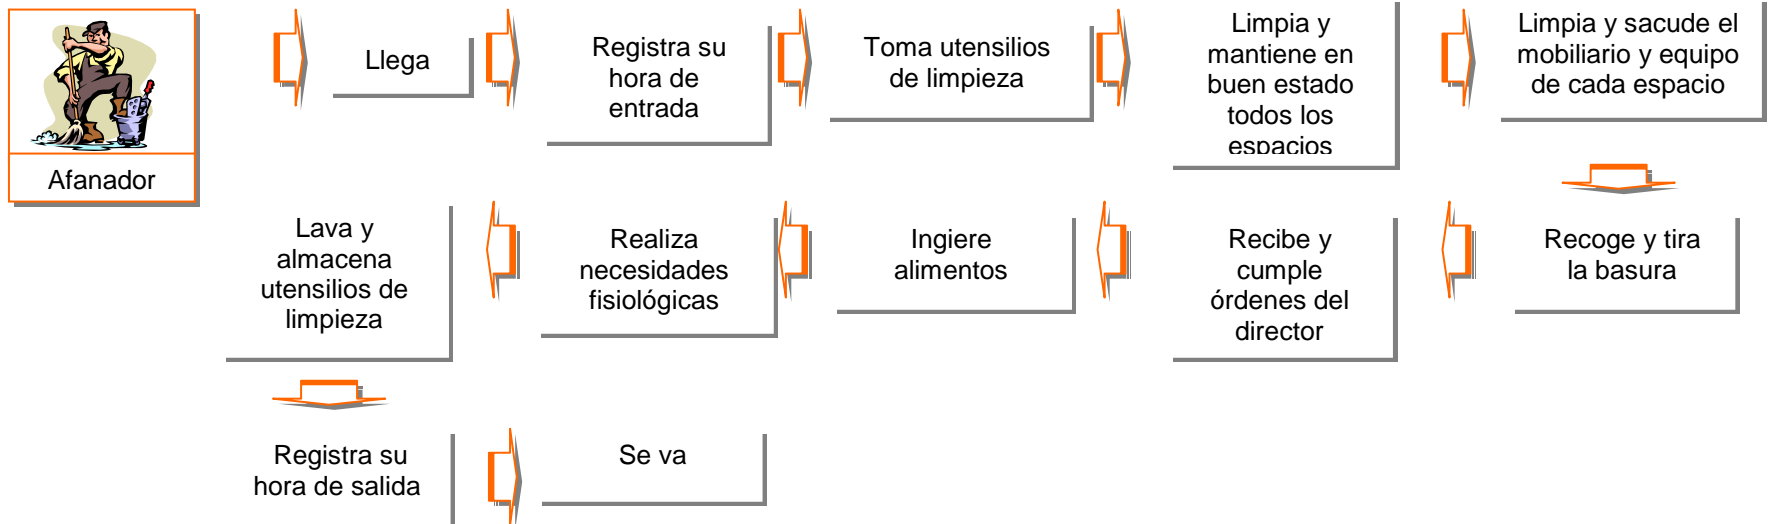 Afanador
Llega
Registra su
hora de
entrada
Toma utensilios
de limpieza
Limpia y
mantiene en
buen estado
todos los
espacios
Limpia y sacude el
mobiliario y equipo
de cada espacio
Recoge y tira
la basura
Recibe y
cumple
órdenes del
director
Ingiere
alimentos
Realiza
necesidades
fisiológicas
Lava y
almacena
utensilios de
limpieza
Registra su
hora de salida
Se va